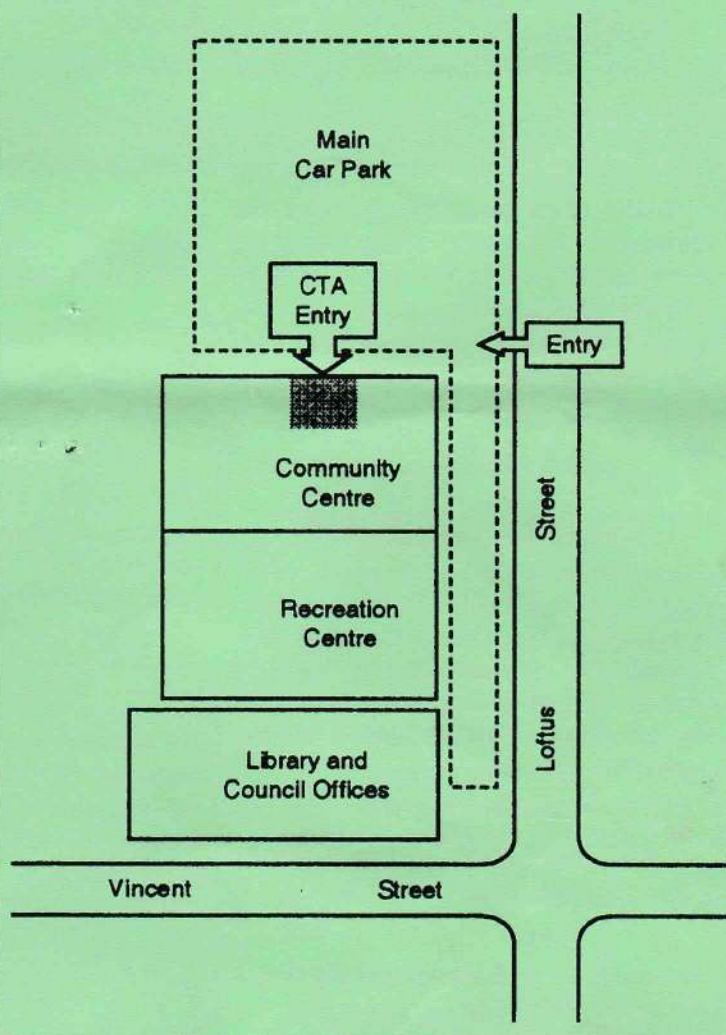 Main
Car Park
CTA
Entry
Entry
Community
Centre
Street
Recreation
Centre
Loftus
Library and
Council Offices
Vincent Street